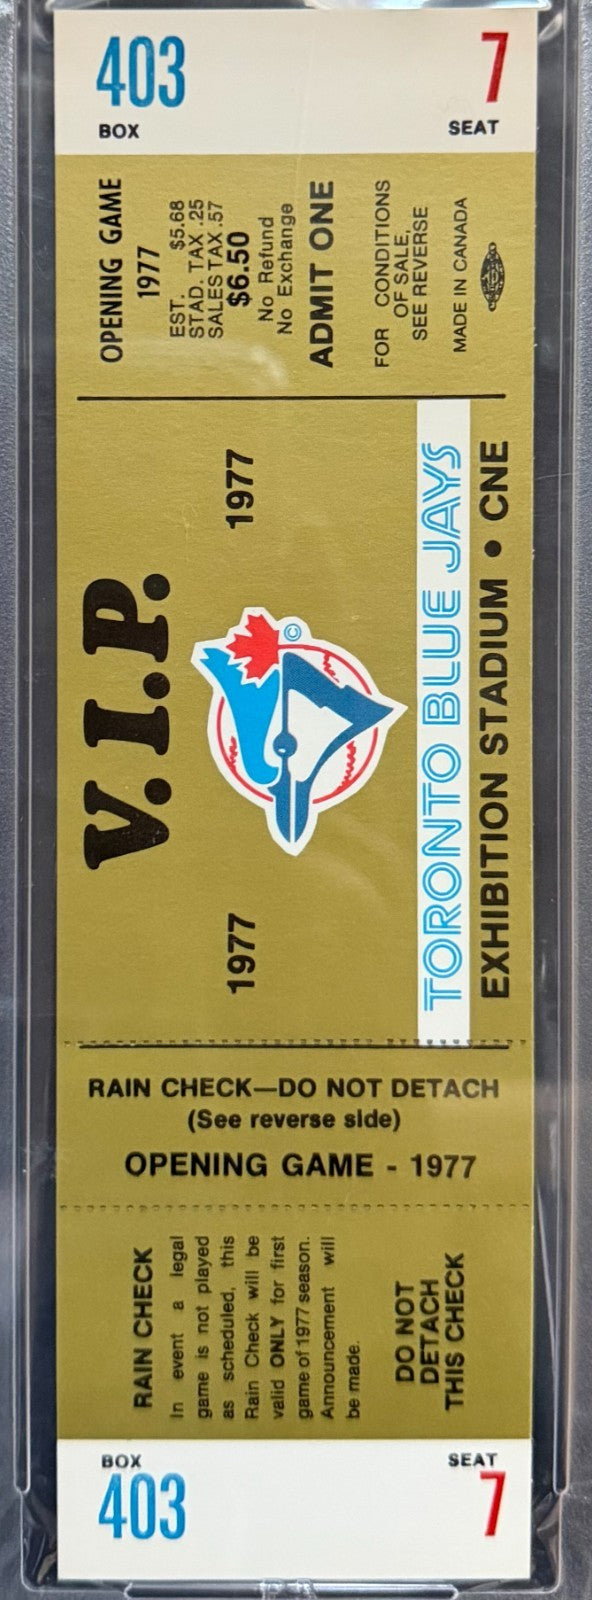 403
BOX
7
SEAT
OPENING GAME
1977
EST. $5.68
STAD. TAX .25
SALES TAX .57
$6.50
No Refund
No Exchange
ADMIT ONE
FOR CONDITIONS
OF SALE,
SEE REVERSE
MADE IN CANADA
V.I.P.
1977
1977
©
TORONTO BLUE JAYS
EXHIBITION STADIUM • CNE
RAIN CHECK—DO NOT DETACH
(See reverse side)
OPENING GAME - 1977
RAIN CHECK
In event a legal
game is not played
as scheduled, this
Rain Check will be
valid ONLY for first
game of 1977 season.
Announcement will
be made.
DO NOT
DETACH
THIS CHECK
BOX
403
SEAT
7